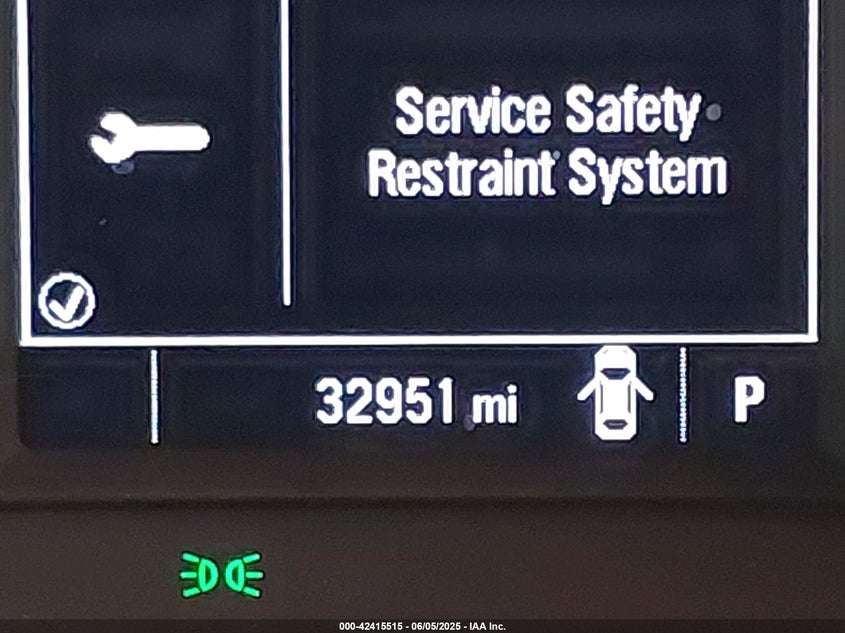 Service Safety
Restraint System
32951 mi
P
000-42415515 - 06/05/2025 - IAA Inc.